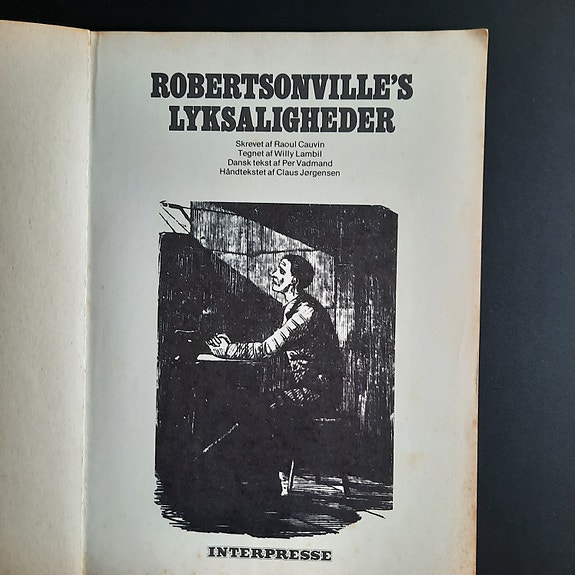 ROBERTSONVILLE'S
LYKSALIGHEDER
Skrevet af Raoul Cauvin
Tegnet af Willy Lambil
Dansk tekst af Per Vadmand
Håndtekstet af Claus Jørgensen
INTERPRESSE